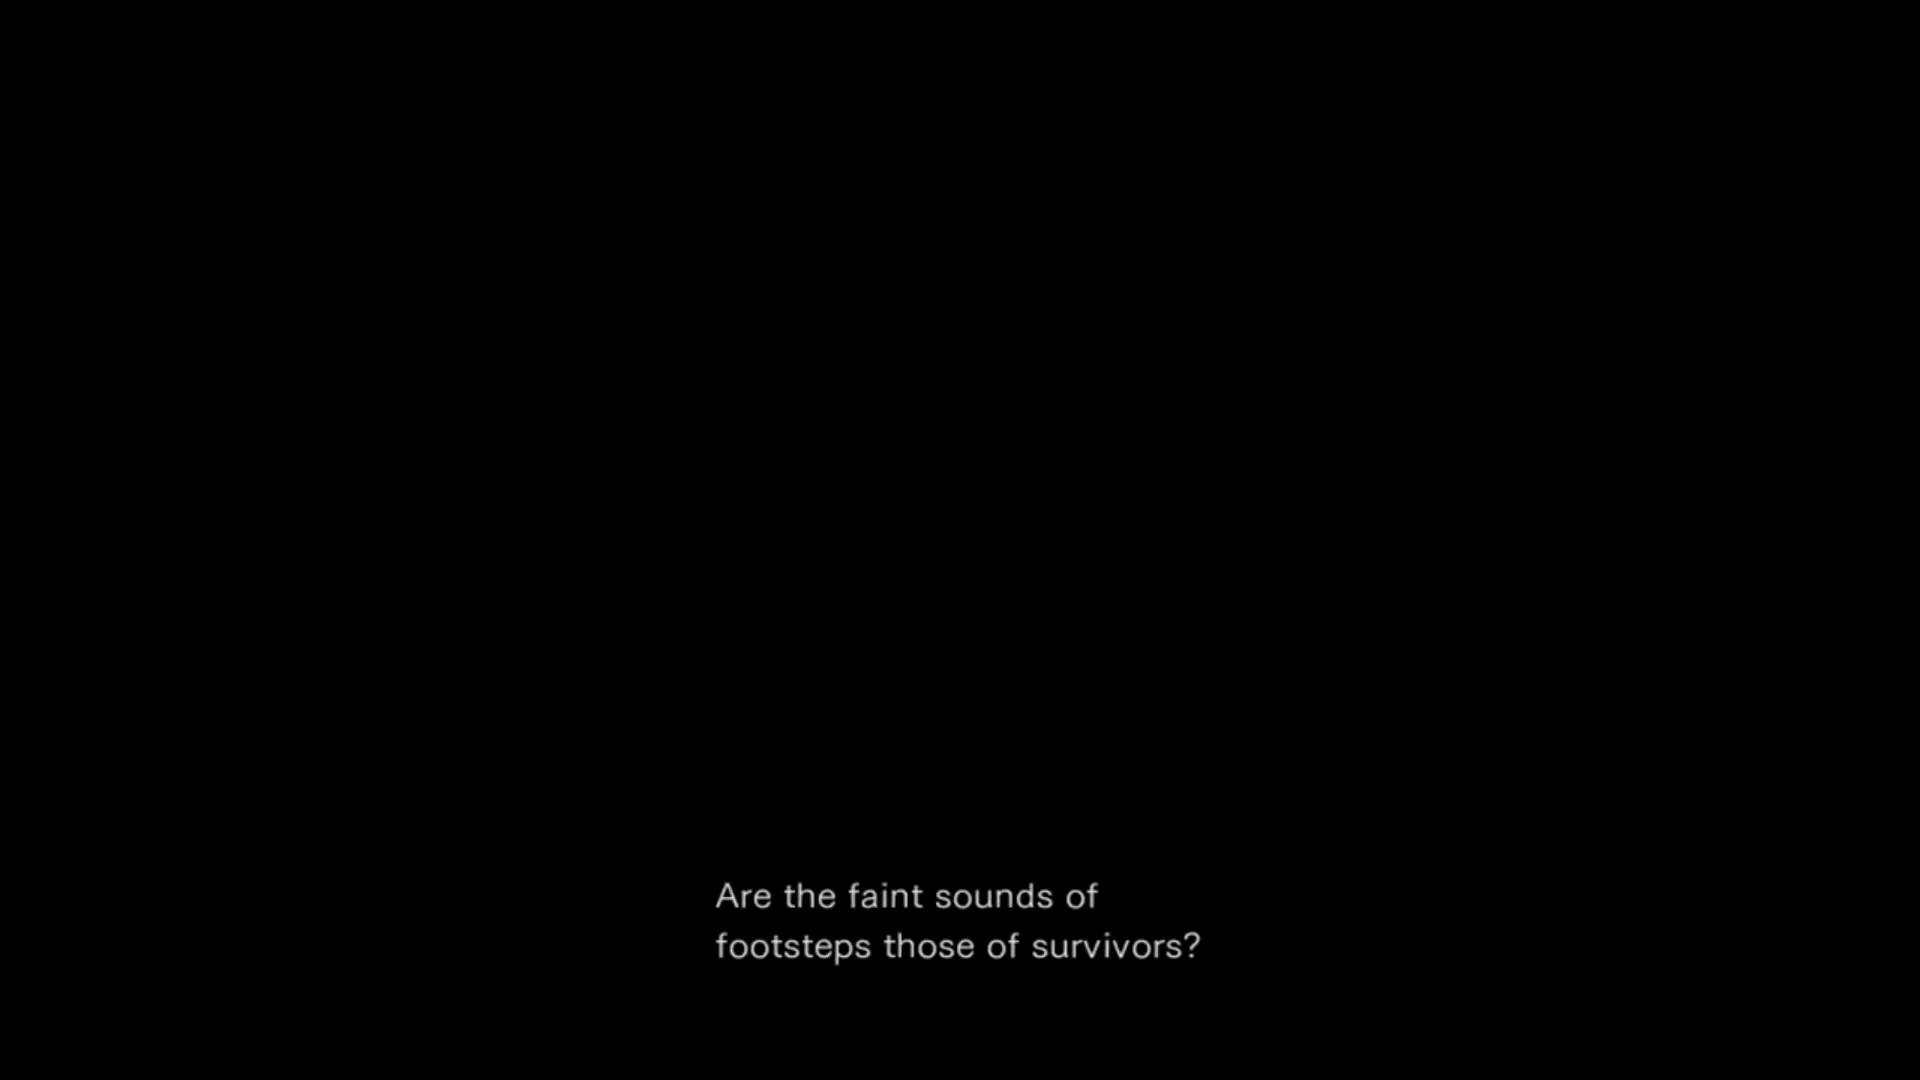 Are the faint sounds of
footsteps those of survivors?